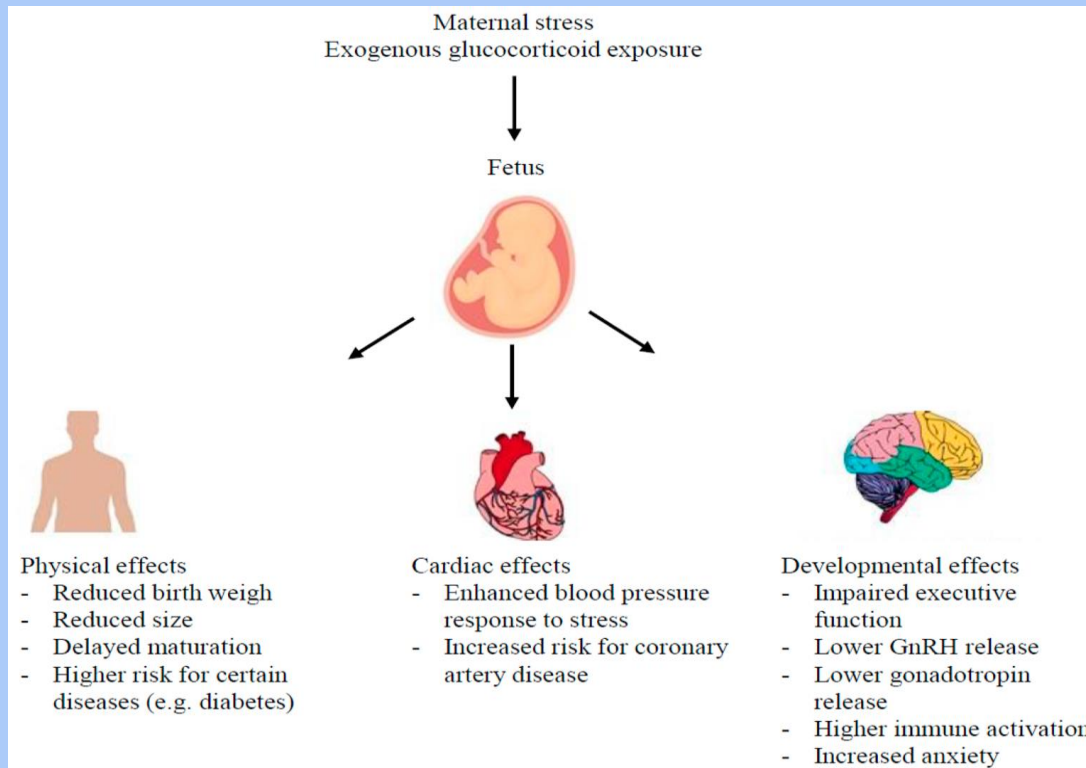 Maternal stress
Exogenous glucocorticoid exposure
Fetus
Physical effects
- Reduced birth weigh
- Reduced size
- Delayed maturation
- Higher risk for certain
diseases (e.g. diabetes)
Cardiac effects
- Enhanced blood pressure
response to stress
- Increased risk for coronary
artery disease
Developmental effects
- Impaired executive
function
- Lower GnRH release
- Lower gonadotropin
release
- Higher immune activation
- Increased anxiety